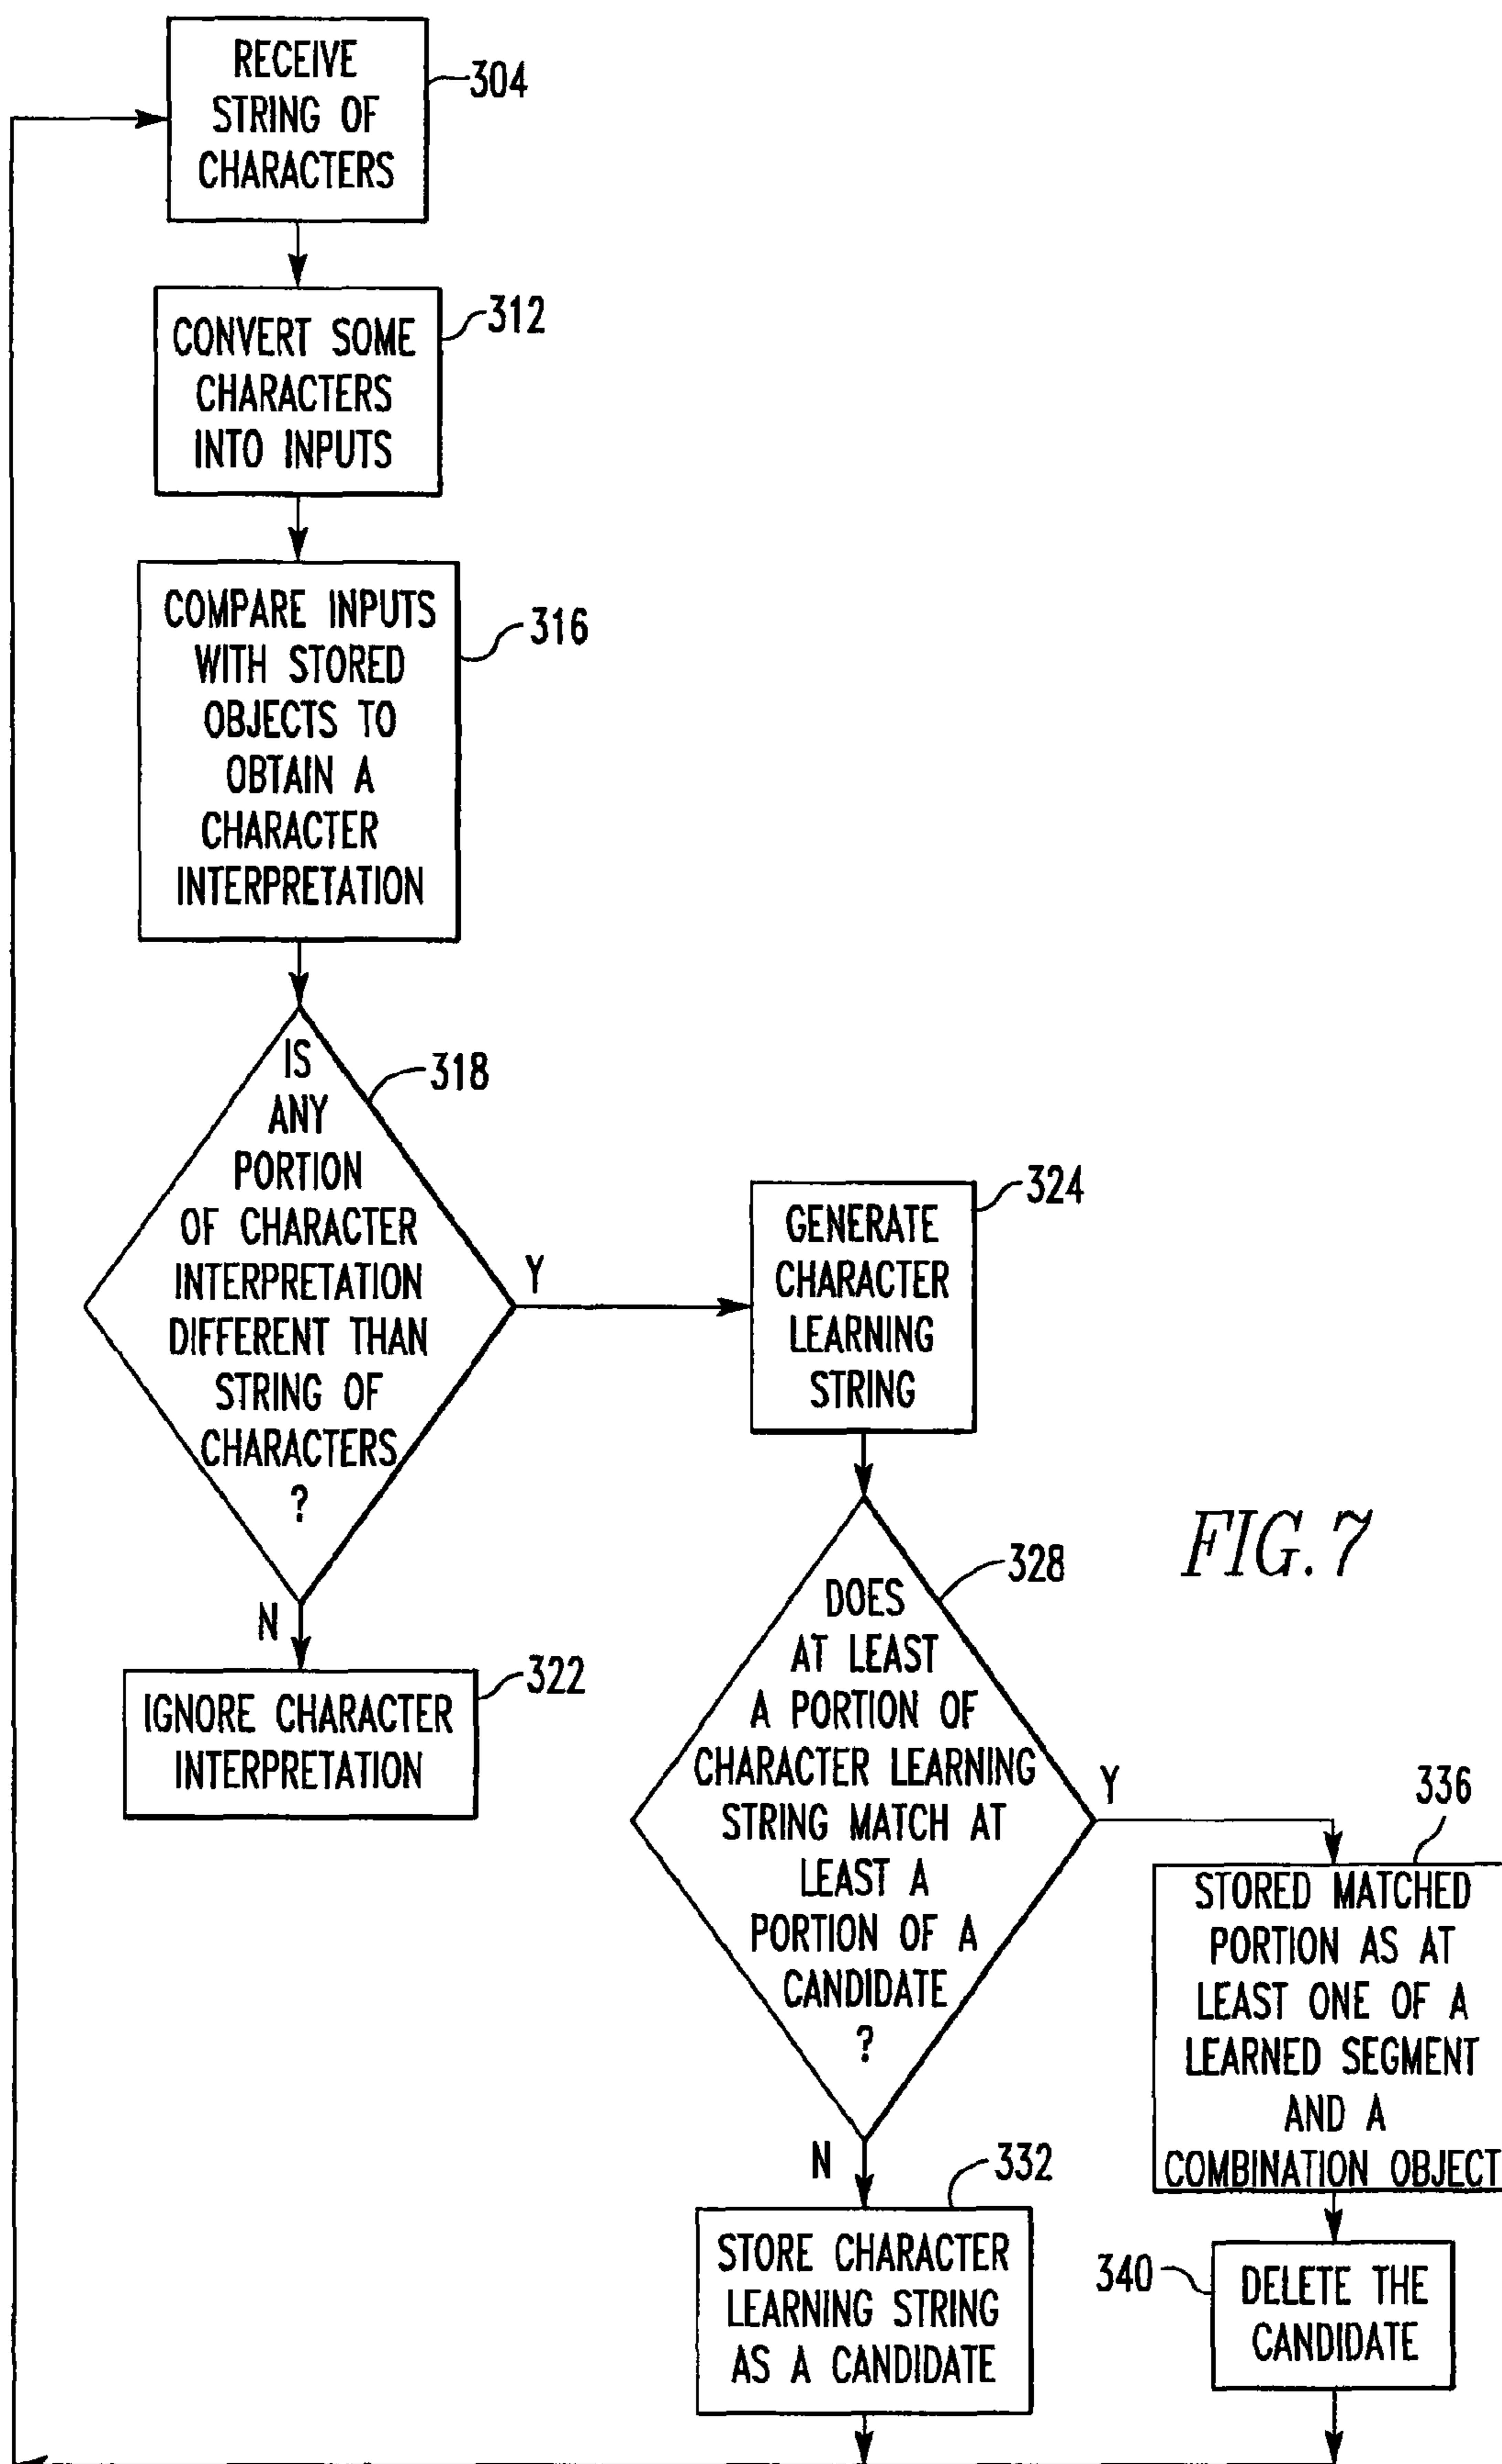 RECEIVE
STRING OF
CHARACTERS
304
CONVERT SOME
CHARACTERS
INTO INPUTS
312
COMPARE INPUTS
WITH STORED
OBJECTS TO
OBTAIN A
CHARACTER
INTERPRETATION
316
IS
ANY
PORTION
OF CHARACTER
INTERPRETATION
DIFFERENT THAN
STRING OF
CHARACTERS
?
318
Y
N
IGNORE CHARACTER
INTERPRETATION
322
GENERATE
CHARACTER
LEARNING
STRING
324
DOES
AT LEAST
A PORTION OF
CHARACTER LEARNING
STRING MATCH AT
LEAST A
PORTION OF A
CANDIDATE
?
328
Y
N
FIG. 7
STORE CHARACTER
LEARNING STRING
AS A CANDIDATE
332
336
STORED MATCHED
PORTION AS AT
LEAST ONE OF A
LEARNED SEGMENT
AND A
COMBINATION OBJECT
340
DELETE THE
CANDIDATE